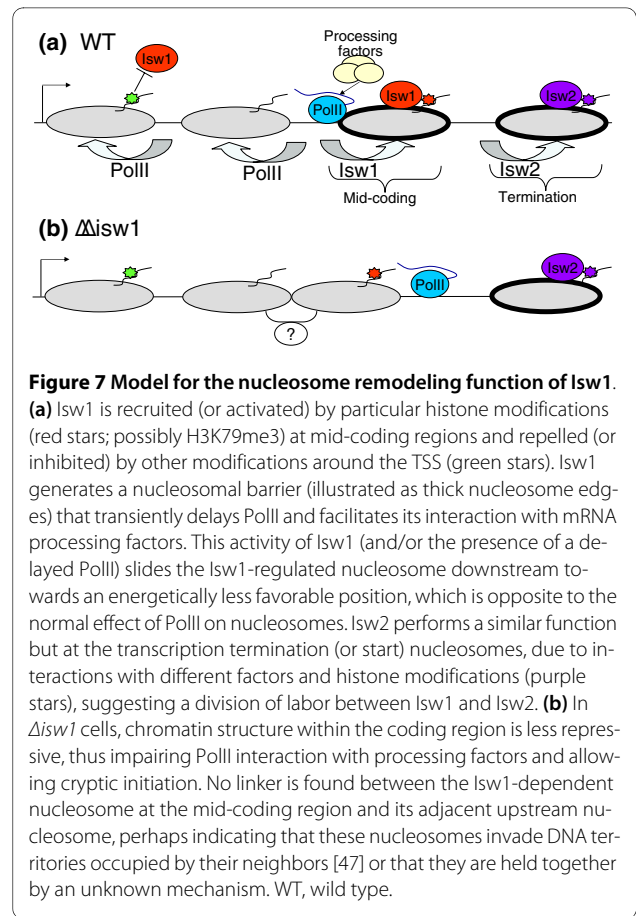 (a) WT
Isw1
Processing
factors
PolII
Isw1
Isw2
PolII
PolII
Isw1
Isw2
Mid-coding
Termination
(b) ΔΔisw1
PolII
Isw2
?
Figure 7 Model for the nucleosome remodeling function of Isw1.
(a) Isw1 is recruited (or activated) by particular histone modifications
(red stars; possibly H3K79me3) at mid-coding regions and repelled (or
inhibited) by other modifications around the TSS (green stars). Isw1
generates a nucleosomal barrier (illustrated as thick nucleosome edg-
es) that transiently delays PolII and facilitates its interaction with mRNA
processing factors. This activity of Isw1 (and/or the presence of a de-
layed PolII) slides the Isw1-regulated nucleosome downstream to-
wards an energetically less favorable position, which is opposite to the
normal effect of PolII on nucleosomes. Isw2 performs a similar function
but at the transcription termination (or start) nucleosomes, due to in-
teractions with different factors and histone modifications (purple
stars), suggesting a division of labor between Isw1 and Isw2. (b) In
Δisw1 cells, chromatin structure within the coding region is less repres-
sive, thus impairing PolII interaction with processing factors and allow-
ing cryptic initiation. No linker is found between the Isw1-dependent
nucleosome at the mid-coding region and its adjacent upstream nu-
cleosome, perhaps indicating that these nucleosomes invade DNA ter-
ritories occupied by their neighbors [47] or that they are held together
by an unknown mechanism. WT, wild type.